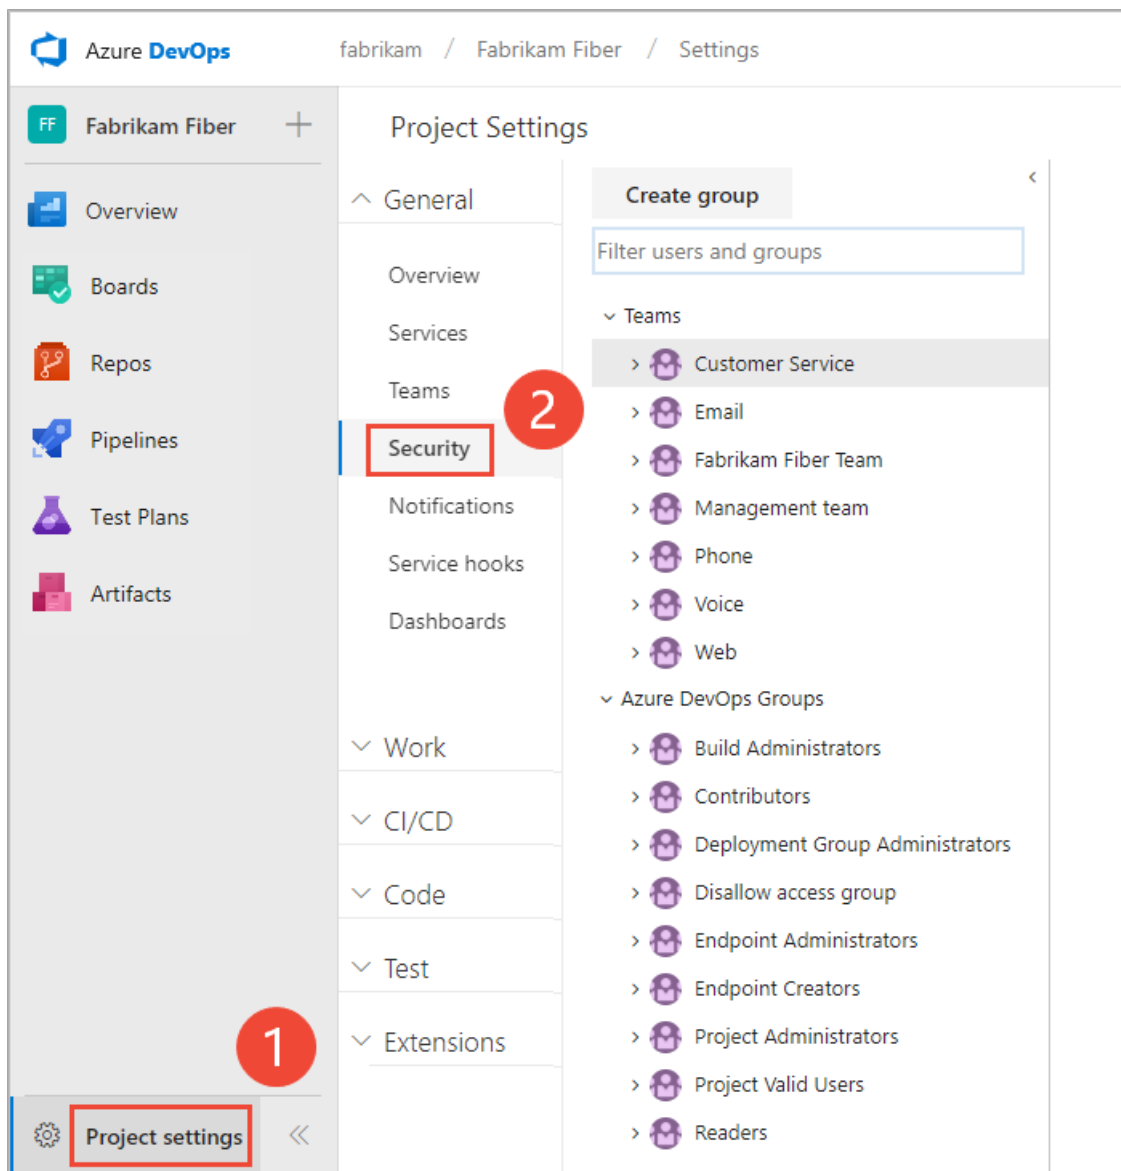 Azure DevOps
fabrikam / Fabrikam Fiber / Settings
FF Fabrikam Fiber
Overview
Boards
Repos
Pipelines
Test Plans
Artifacts
1
Project settings
Project Settings
General
Overview
Services
Teams
2
Security
Notifications
Service hooks
Dashboards
Work
CI/CD
Code
Test
Extensions
Create group
Filter users and groups
Teams
Customer Service
Email
Fabrikam Fiber Team
Management team
Phone
Voice
Web
Azure DevOps Groups
Build Administrators
Contributors
Deployment Group Administrators
Disallow access group
Endpoint Administrators
Endpoint Creators
Project Administrators
Project Valid Users
Readers